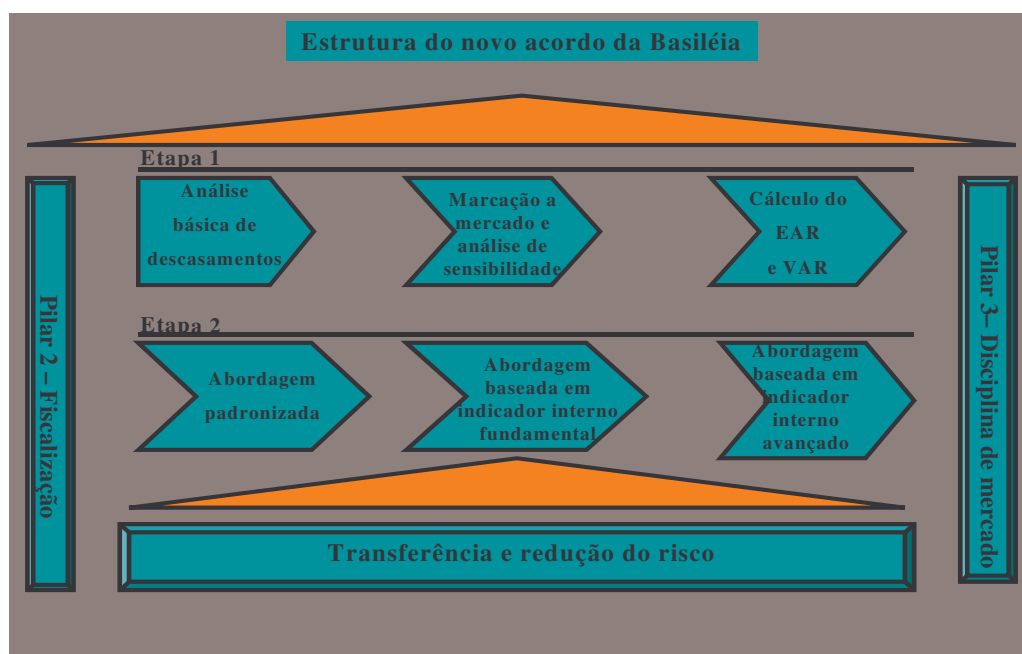 Estrutura do novo acordo da Basiléia
Etapa 1
Análise
básica de
descasamentos
Marcação a
mercado e
análise de
sensibilidade
Cálculo do
EAR
e VAR
Etapa 2
Abordagem
padronizada
Abordagem
baseada em
indicador interno
fundamental
Abordagem
baseada em
indicador
interno
avançado
Pilar 2 – Fiscalização
Pilar 3– Disciplina de mercado
Transferência e redução do risco